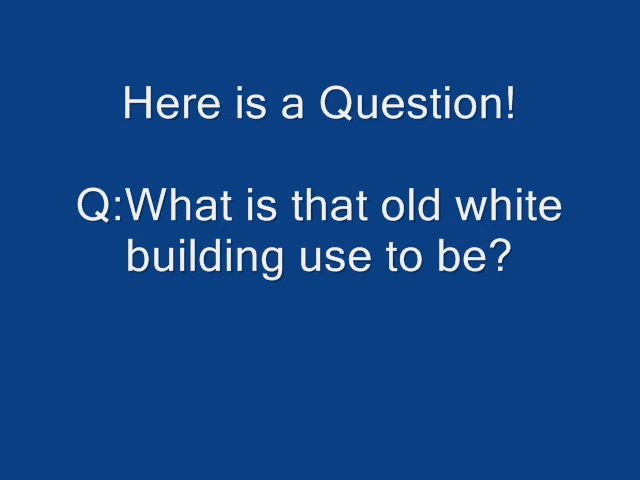 Here is a Question!
Q:What is that old white
building use to be?